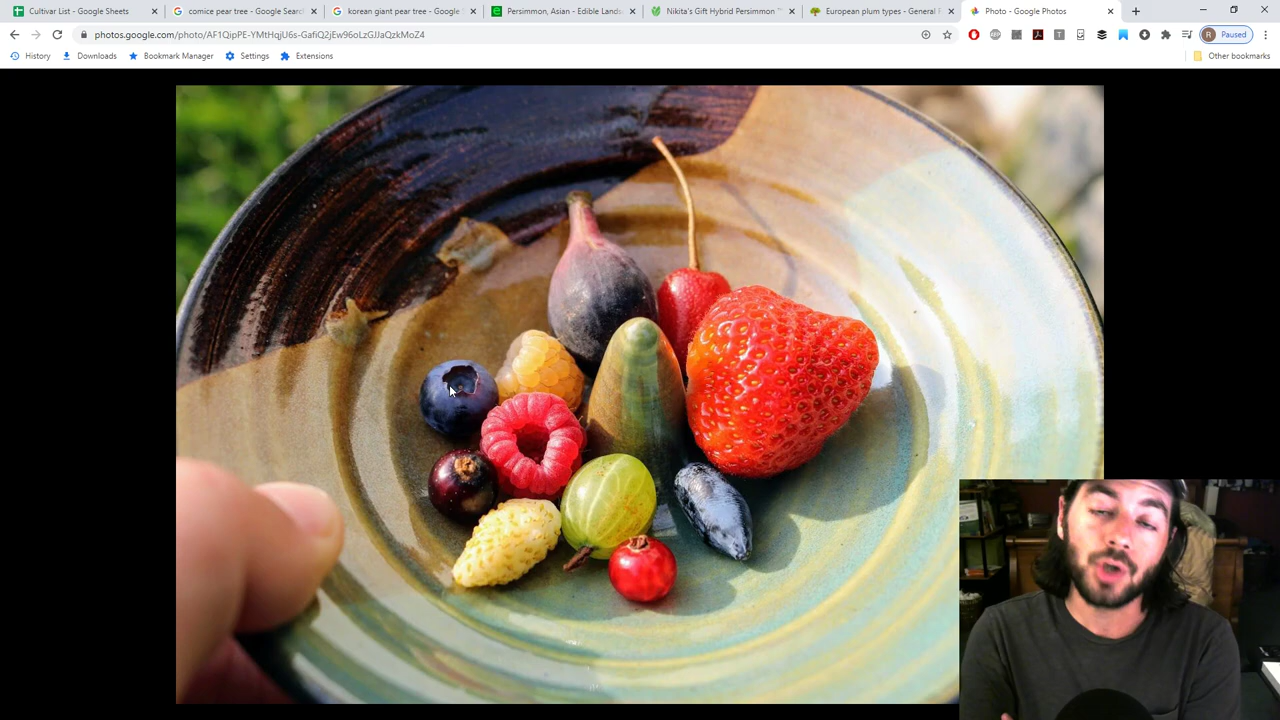 Cultivar List - Google Sheets
comice pear tree - Google Searc
korean giant pear tree - Google
Persimmon, Asian - Edible Lands
Nikita's Gift Hybrid Persimmon
European plum types - General F
Photo - Google Photos
photos.google.com/photo/AF1QipPE-YMtHqjU6s-GafiQ2jEw96oLzGJJaQzkMoZ4
R Paused
History
Downloads
Bookmark Manager
Settings
Extensions
Other bookmarks